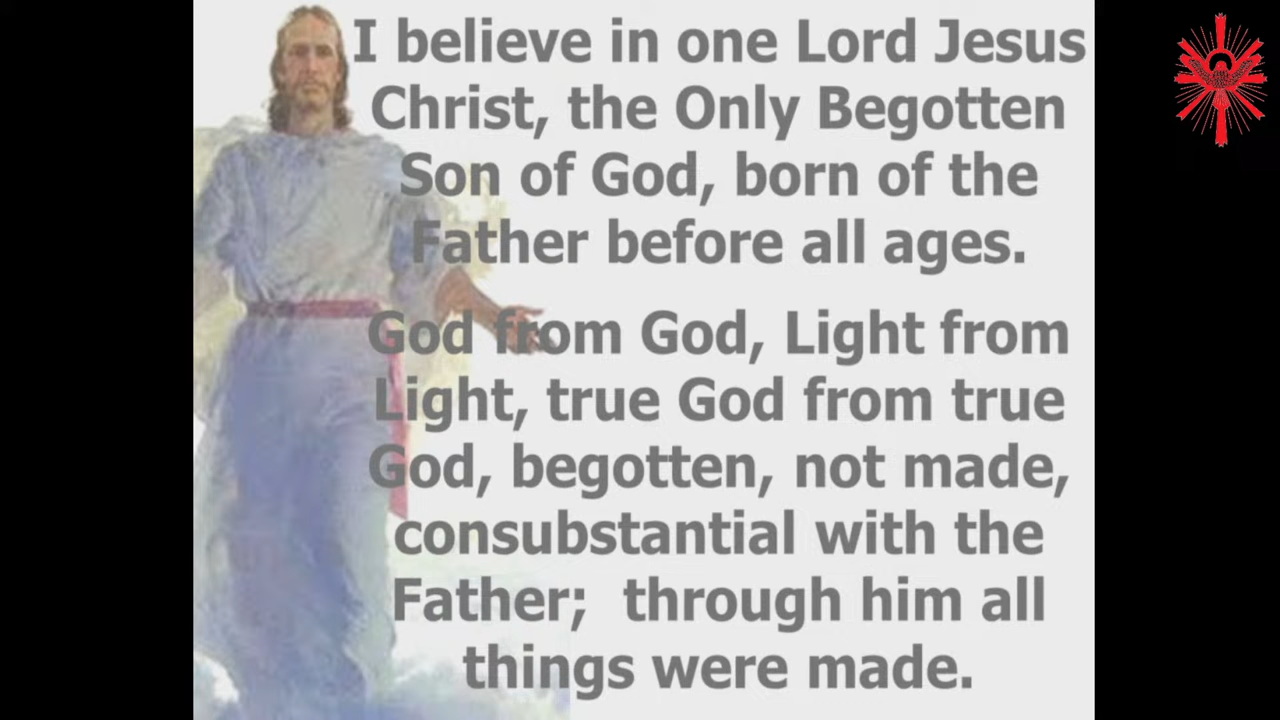 I believe in one Lord Jesus
Christ, the Only Begotten
Son of God, born of the
Father before all ages.
God from God, Light from
Light, true God from true
God, begotten, not made,
consubstantial with the
Father;  through him all
things were made.